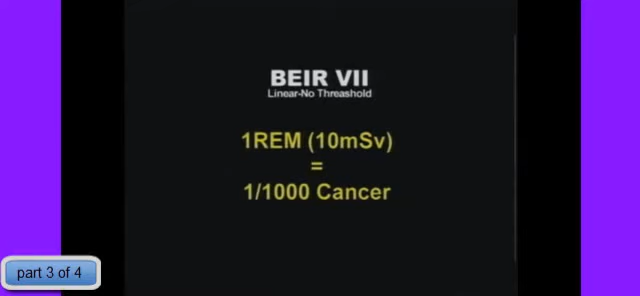 BEIR VII
Linear-No Threashold
1REM (10mSv)
=
1/1000 Cancer
part 3 of 4